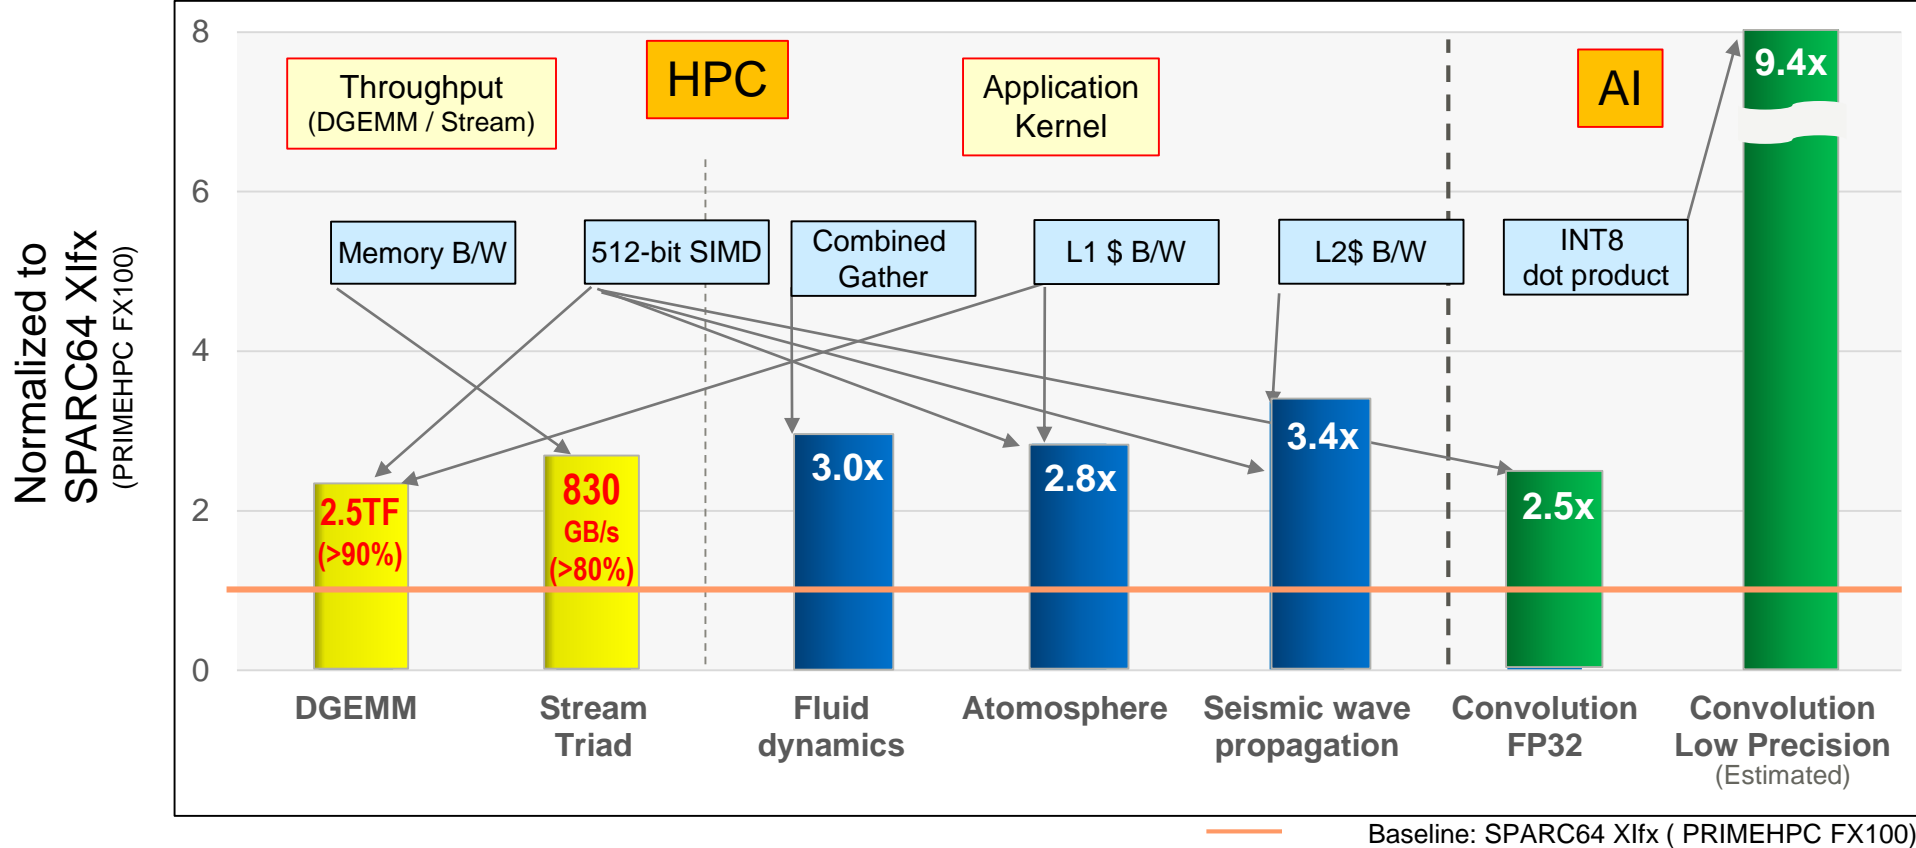 Normalized to
SPARC64 XIfx
(PRIMEHPC FX100)
8
6
4
2
0
Throughput
(DGEMM / Stream)
HPC
Application
Kernel
AI
Memory B/W
512-bit SIMD
Combined
Gather
L1 $ B/W
L2$ B/W
INT8
dot product
2.5TF
(>90%)
830
GB/s
(>80%)
3.0x
2.8x
3.4x
2.5x
9.4x
DGEMM
Stream
Triad
Fluid
dynamics
Atomosphere
Seismic wave
propagation
Convolution
FP32
Convolution
Low Precision
(Estimated)
Baseline: SPARC64 XIfx ( PRIMEHPC FX100)